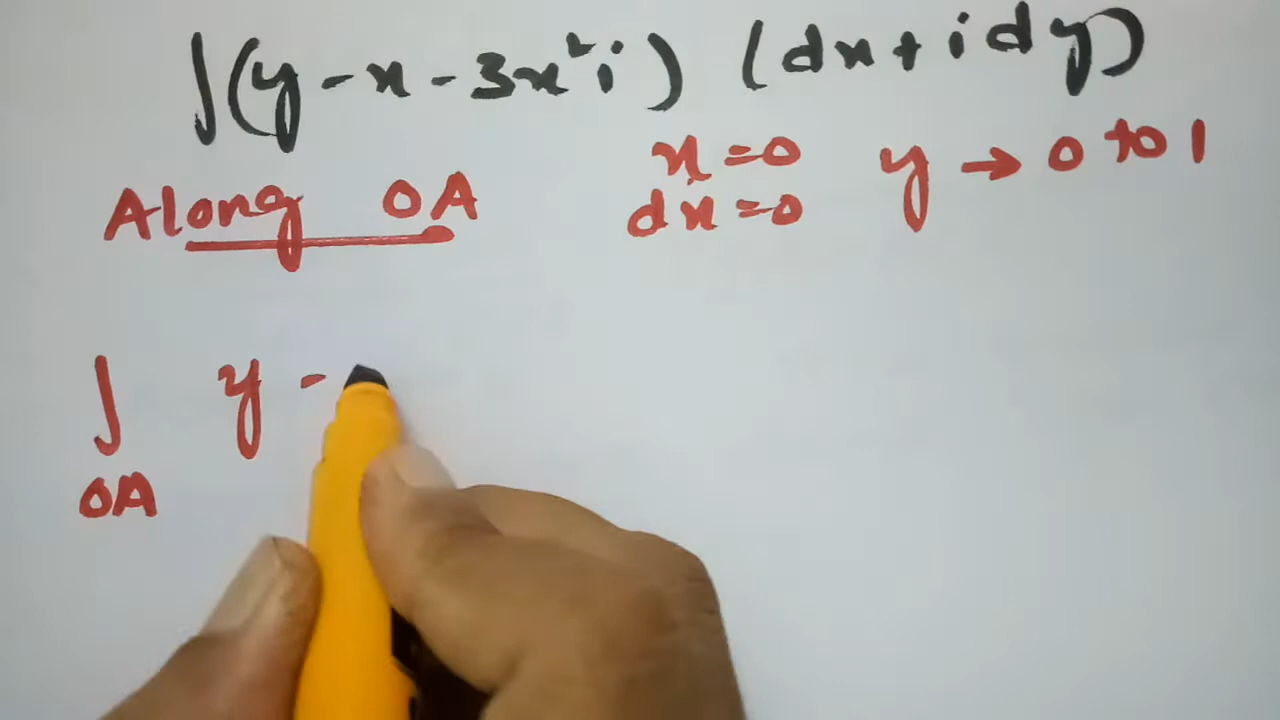 ∫(y - x - 3x²i) (dx + idy)
Along OA x = 0 y → 0 to 1
dx = 0
∫ y -
OA